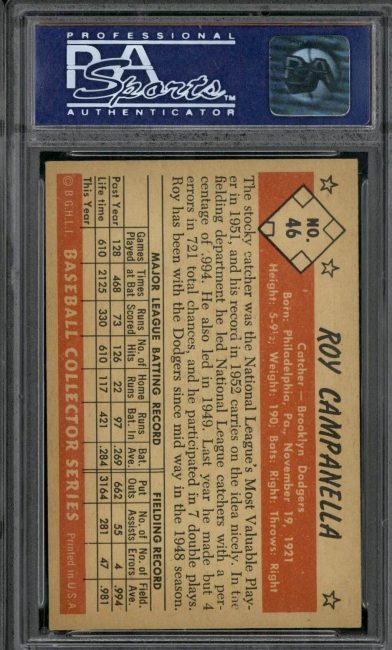 PROFESSIONAL
PSA
Sports™
AUTHENTICATOR
NO.
46
ROY CAMPANELLA
Catcher — Brooklyn Dodgers
Born: Philadelphia, Pa., November 19, 1921
Height: 5-9½; Weight: 190; Bats: Right; Throws: Right
The stocky catcher was the National League's Most Valuable Play-
er in 1951, and his record in 1952 carries on the idea nicely. In the
fielding department he led National League catchers with a per-
centage of .994. He also led in 1949. Last year he made but 4
errors in 721 total chances, and he participated in 7 double plays.
Roy has been with the Dodgers since mid way in the 1948 season.
MAJOR LEAGUE BATTING RECORD FIELDING RECORD
Games Times Runs No. of Home Runs Bat. Put No. of No. of Field.
Played at Bat Scored Hits Runs Bat. In Ave. Outs Assists Errors Ave.
Past Year 128 468 73 126 22 97 .269 662 55 4 .994
Life time 610 2125 330 610 117 421 .284 3164 281 47 .981
This Year
© B.G.H.L.I. BASEBALL COLLECTOR SERIES Printed in U.S.A.